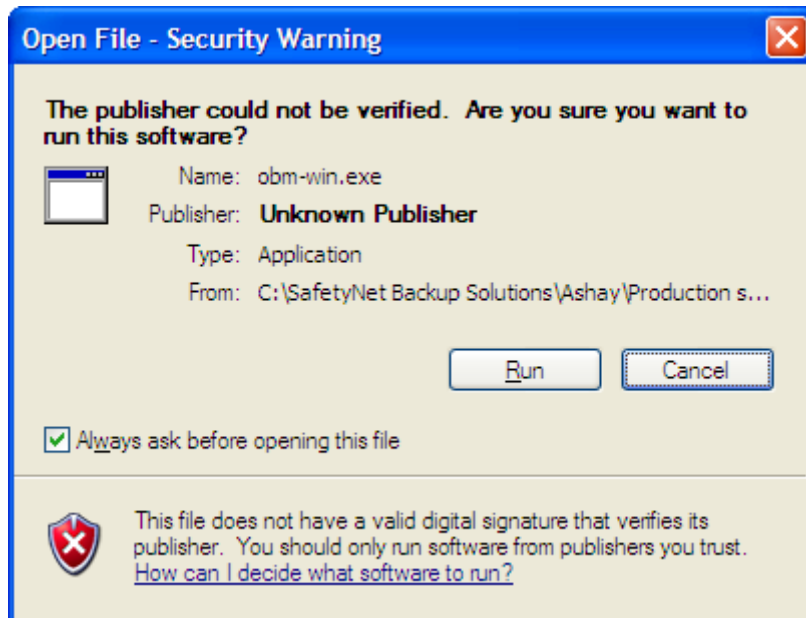 Open File - Security Warning
The publisher could not be verified.  Are you sure you want to
run this software?
Name: obm-win.exe
Publisher: Unknown Publisher
Type: Application
From: C:\SafetyNet Backup Solutions\Ashay\Production s...
Run Cancel
Always ask before opening this file
This file does not have a valid digital signature that verifies its
publisher.  You should only run software from publishers you trust.
How can I decide what software to run?